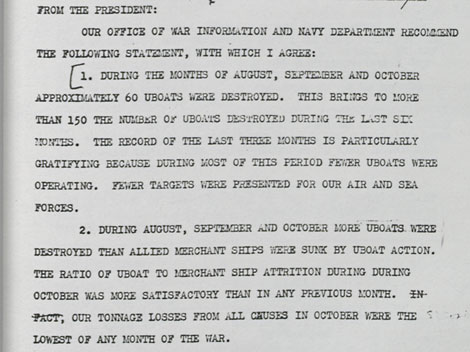 FROM THE PRESIDENT:
OUR OFFICE OF WAR INFORMATION AND NAVY DEPARTMENT RECOMMEND
THE FOLLOWING STATEMENT, WITH WHICH I AGREE:
[1. DURING THE MONTHS OF AUGUST, SEPTEMBER AND OCTOBER
APPROXIMATELY 60 UBOATS WERE DESTROYED. THIS BRINGS TO MORE
THAN 150 THE NUMBER OF UBOATS DESTROYED DURING THE LAST SIX
MONTHS. THE RECORD OF THE LAST THREE MONTHS IS PARTICULARLY
GRATIFYING BECAUSE DURING MOST OF THIS PERIOD FEWER UBOATS WERE
OPERATING. FEWER TARGETS WERE PRESENTED FOR OUR AIR AND SEA
FORCES.
2. DURING AUGUST, SEPTEMBER AND OCTOBER MORE UBOATS WERE
DESTROYED THAN ALLIED MERCHANT SHIPS WERE SUNK BY UBOAT ACTION.
THE RATIO OF UBOAT TO MERCHANT SHIP ATTRITION DURING DURING
OCTOBER WAS MORE SATISFACTORY THAN IN ANY PREVIOUS MONTH. IN
FACT, OUR TONNAGE LOSSES FROM ALL CAUSES IN OCTOBER WERE THE
LOWEST OF ANY MONTH OF THE WAR.